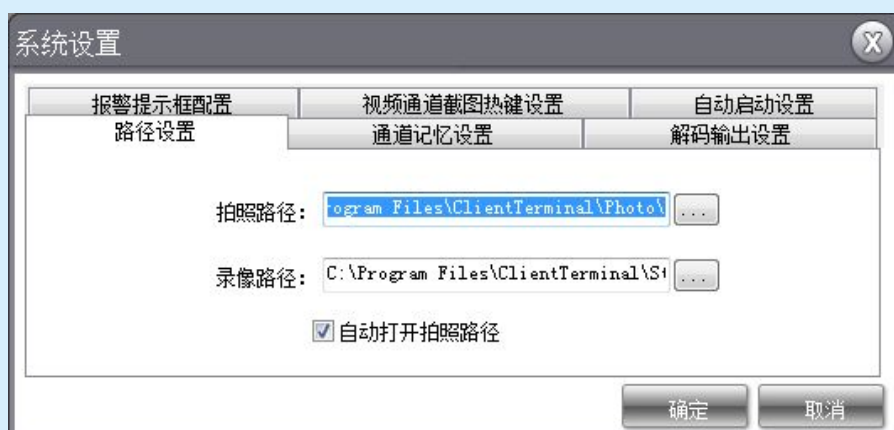 系统设置
X
报警提示框配置 视频通道截图热键设置 自动启动设置
路径设置 通道记忆设置 解码输出设置
拍照路径: rogram Files\ClientTerminal\Photo\ ...
录像路径: C:\Program Files\ClientTerminal\St ...
自动打开拍照路径
确定 取消